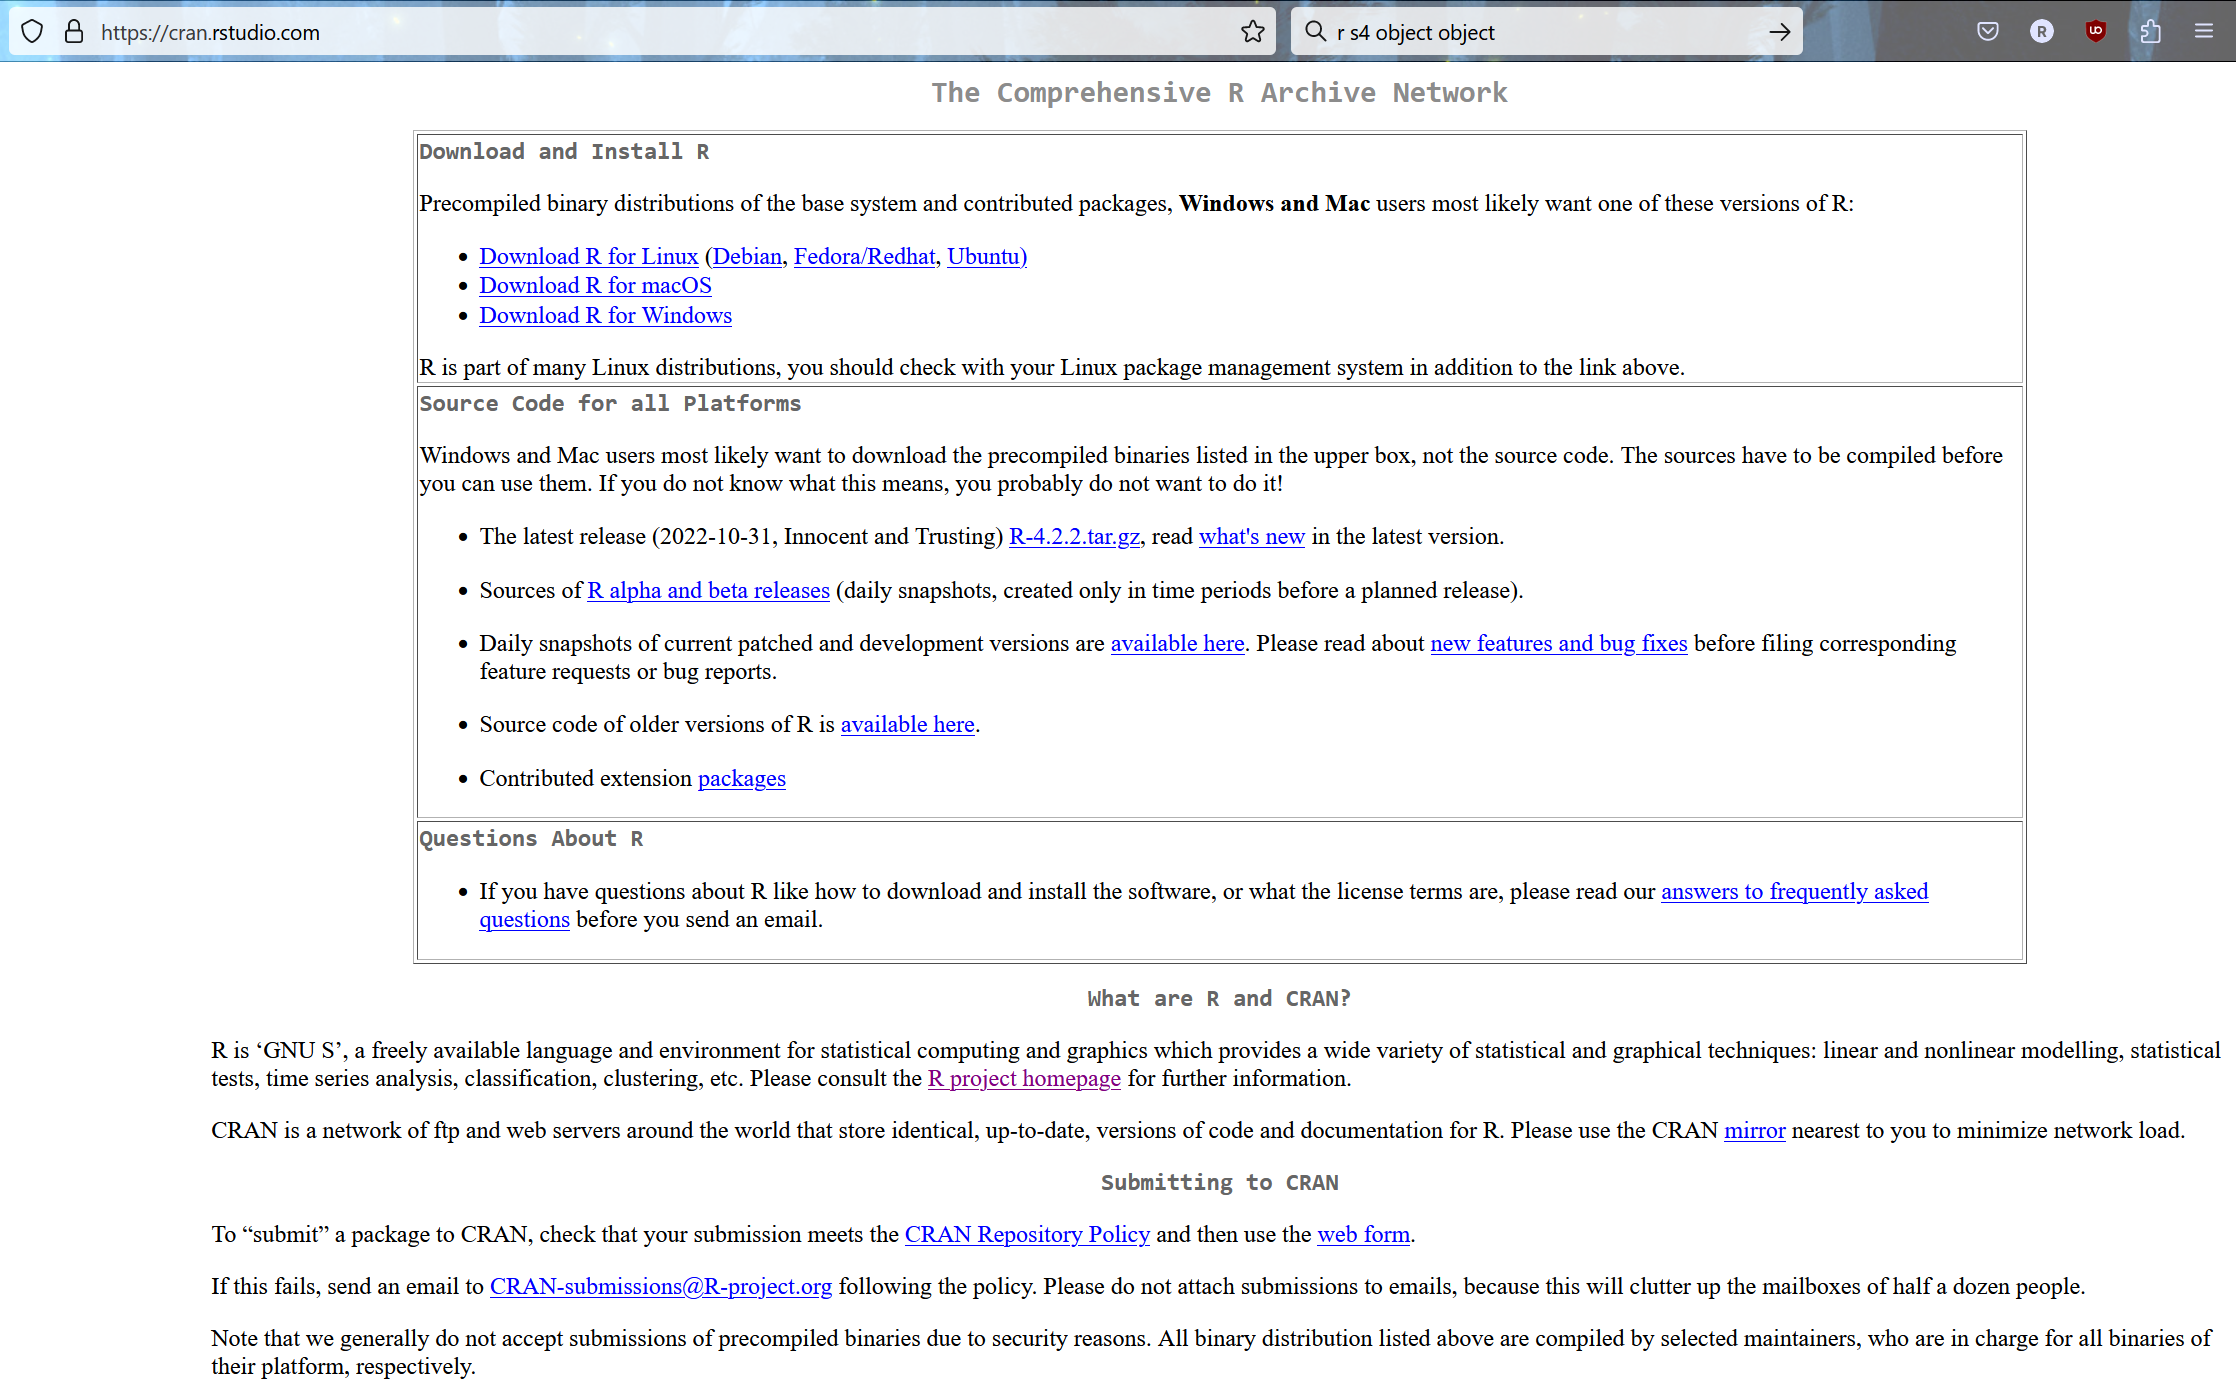 https://cran.rstudio.com
r s4 object object
R
The Comprehensive R Archive Network
Download and Install R
Precompiled binary distributions of the base system and contributed packages, Windows and Mac users most likely want one of these versions of R:
• Download R for Linux (Debian, Fedora/Redhat, Ubuntu)
• Download R for macOS
• Download R for Windows
R is part of many Linux distributions, you should check with your Linux package management system in addition to the link above.
Source Code for all Platforms
Windows and Mac users most likely want to download the precompiled binaries listed in the upper box, not the source code. The sources have to be compiled before
you can use them. If you do not know what this means, you probably do not want to do it!
• The latest release (2022-10-31, Innocent and Trusting) R-4.2.2.tar.gz, read what's new in the latest version.
• Sources of R alpha and beta releases (daily snapshots, created only in time periods before a planned release).
• Daily snapshots of current patched and development versions are available here. Please read about new features and bug fixes before filing corresponding
feature requests or bug reports.
• Source code of older versions of R is available here.
• Contributed extension packages
Questions About R
• If you have questions about R like how to download and install the software, or what the license terms are, please read our answers to frequently asked
questions before you send an email.
What are R and CRAN?
R is ‘GNU S’, a freely available language and environment for statistical computing and graphics which provides a wide variety of statistical and graphical techniques: linear and nonlinear modelling, statistical
tests, time series analysis, classification, clustering, etc. Please consult the R project homepage for further information.
CRAN is a network of ftp and web servers around the world that store identical, up-to-date, versions of code and documentation for R. Please use the CRAN mirror nearest to you to minimize network load.
Submitting to CRAN
To “submit” a package to CRAN, check that your submission meets the CRAN Repository Policy and then use the web form.
If this fails, send an email to CRAN-submissions@R-project.org following the policy. Please do not attach submissions to emails, because this will clutter up the mailboxes of half a dozen people.
Note that we generally do not accept submissions of precompiled binaries due to security reasons. All binary distribution listed above are compiled by selected maintainers, who are in charge for all binaries of
their platform, respectively.